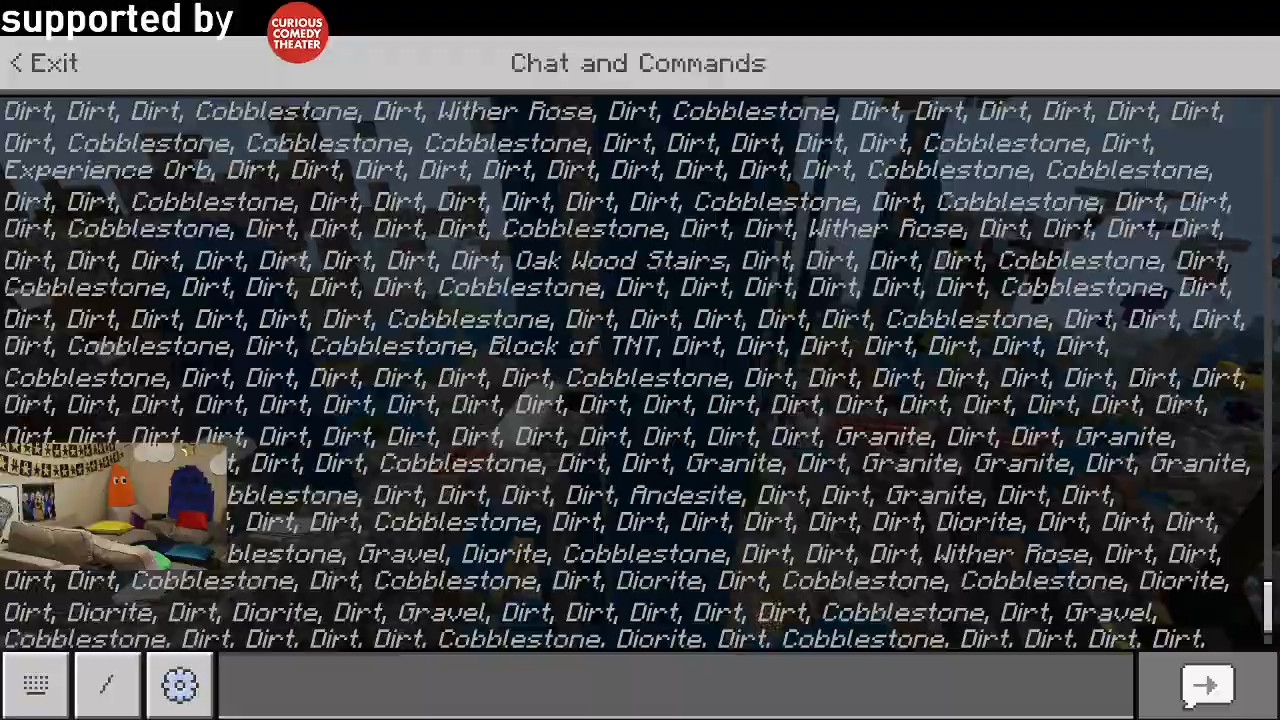 supported by
CURIOUS
COMEDY
THEATER
< Exit
Chat and Commands
Dirt, Dirt, Dirt, Cobblestone, Dirt, Wither Rose, Dirt, Cobblestone, Dirt, Dirt, Dirt, Dirt, Dirt, Dirt,
Dirt, Cobblestone, Cobblestone, Cobblestone, Dirt, Dirt, Dirt, Dirt, Dirt, Cobblestone, Dirt, Dirt,
Experience Orb, Dirt, Dirt, Dirt, Dirt, Dirt, Dirt, Dirt, Dirt, Dirt, Dirt, Cobblestone, Cobblestone,
Dirt, Dirt, Cobblestone, Dirt, Dirt, Dirt, Dirt, Dirt, Dirt, Cobblestone, Dirt, Cobblestone, Dirt, Dirt,
Dirt, Cobblestone, Dirt, Dirt, Dirt, Dirt, Cobblestone, Dirt, Dirt, Wither Rose, Dirt, Dirt, Dirt, Dirt,
Dirt, Dirt, Dirt, Dirt, Dirt, Dirt, Dirt, Dirt, Oak Wood Stairs, Dirt, Dirt, Dirt, Dirt, Cobblestone, Dirt,
Cobblestone, Dirt, Dirt, Dirt, Dirt, Cobblestone, Dirt, Dirt, Dirt, Dirt, Dirt, Dirt, Cobblestone, Dirt,
Dirt, Dirt, Dirt, Dirt, Dirt, Dirt, Cobblestone, Dirt, Dirt, Dirt, Dirt, Dirt, Cobblestone, Dirt, Dirt, Dirt,
Dirt, Cobblestone, Dirt, Cobblestone, Block of TNT, Dirt, Dirt, Dirt, Dirt, Dirt, Dirt, Dirt,
Cobblestone, Dirt, Dirt, Dirt, Dirt, Dirt, Dirt, Cobblestone, Dirt, Dirt, Dirt, Dirt, Dirt, Dirt, Dirt, Dirt,
Dirt, Dirt, Dirt, Dirt, Dirt, Dirt, Dirt, Dirt, Dirt, Dirt, Dirt, Dirt, Dirt, Dirt, Dirt, Dirt, Dirt, Dirt, Dirt,
Dirt, Dirt, Dirt, Dirt, Dirt, Dirt, Dirt, Dirt, Dirt, Dirt, Dirt, Dirt, Dirt, Granite, Dirt, Dirt, Granite,
t, Dirt, Dirt, Cobblestone, Dirt, Dirt, Granite, Dirt, Granite, Granite, Dirt, Granite,
bblestone, Dirt, Dirt, Dirt, Dirt, Andesite, Dirt, Dirt, Granite, Dirt, Dirt,
, Dirt, Dirt, Cobblestone, Dirt, Dirt, Dirt, Dirt, Dirt, Dirt, Diorite, Dirt, Dirt, Dirt,
blestone, Gravel, Diorite, Cobblestone, Dirt, Dirt, Dirt, Wither Rose, Dirt, Dirt,
Dirt, Dirt, Cobblestone, Dirt, Cobblestone, Dirt, Diorite, Dirt, Cobblestone, Cobblestone, Diorite,
Dirt, Diorite, Dirt, Diorite, Dirt, Gravel, Dirt, Dirt, Dirt, Dirt, Dirt, Cobblestone, Dirt, Gravel,
Cobblestone, Dirt, Dirt, Dirt, Dirt, Cobblestone, Diorite, Dirt, Cobblestone, Dirt, Dirt, Dirt, Dirt,